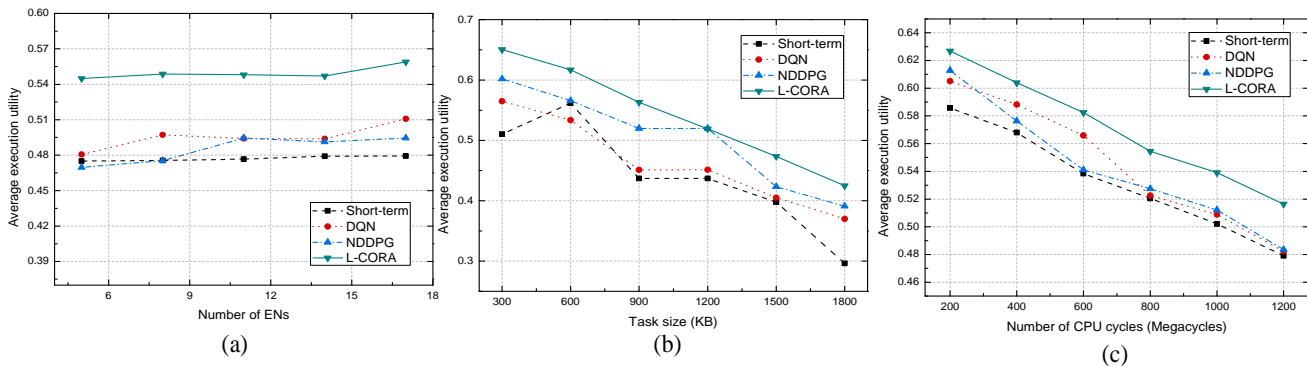 0.60
0.57
0.54
0.51
0.48
0.45
0.42
0.39
Average execution utility
Short-term
DQN
NDDPG
L-CORA
6 9 12 15 18
Number of ENs
(a)
0.7
0.6
0.5
0.4
0.3
Average execution utility
Short-term
DQN
NDDPG
L-CORA
300 600 900 1200 1500 1800
Task size (KB)
(b)
0.64
0.62
0.60
0.58
0.56
0.54
0.52
0.50
0.48
0.46
Average execution utility
Short-term
DQN
NDDPG
L-CORA
200 400 600 800 1000 1200
Number of CPU cycles (Megacycles)
(c)